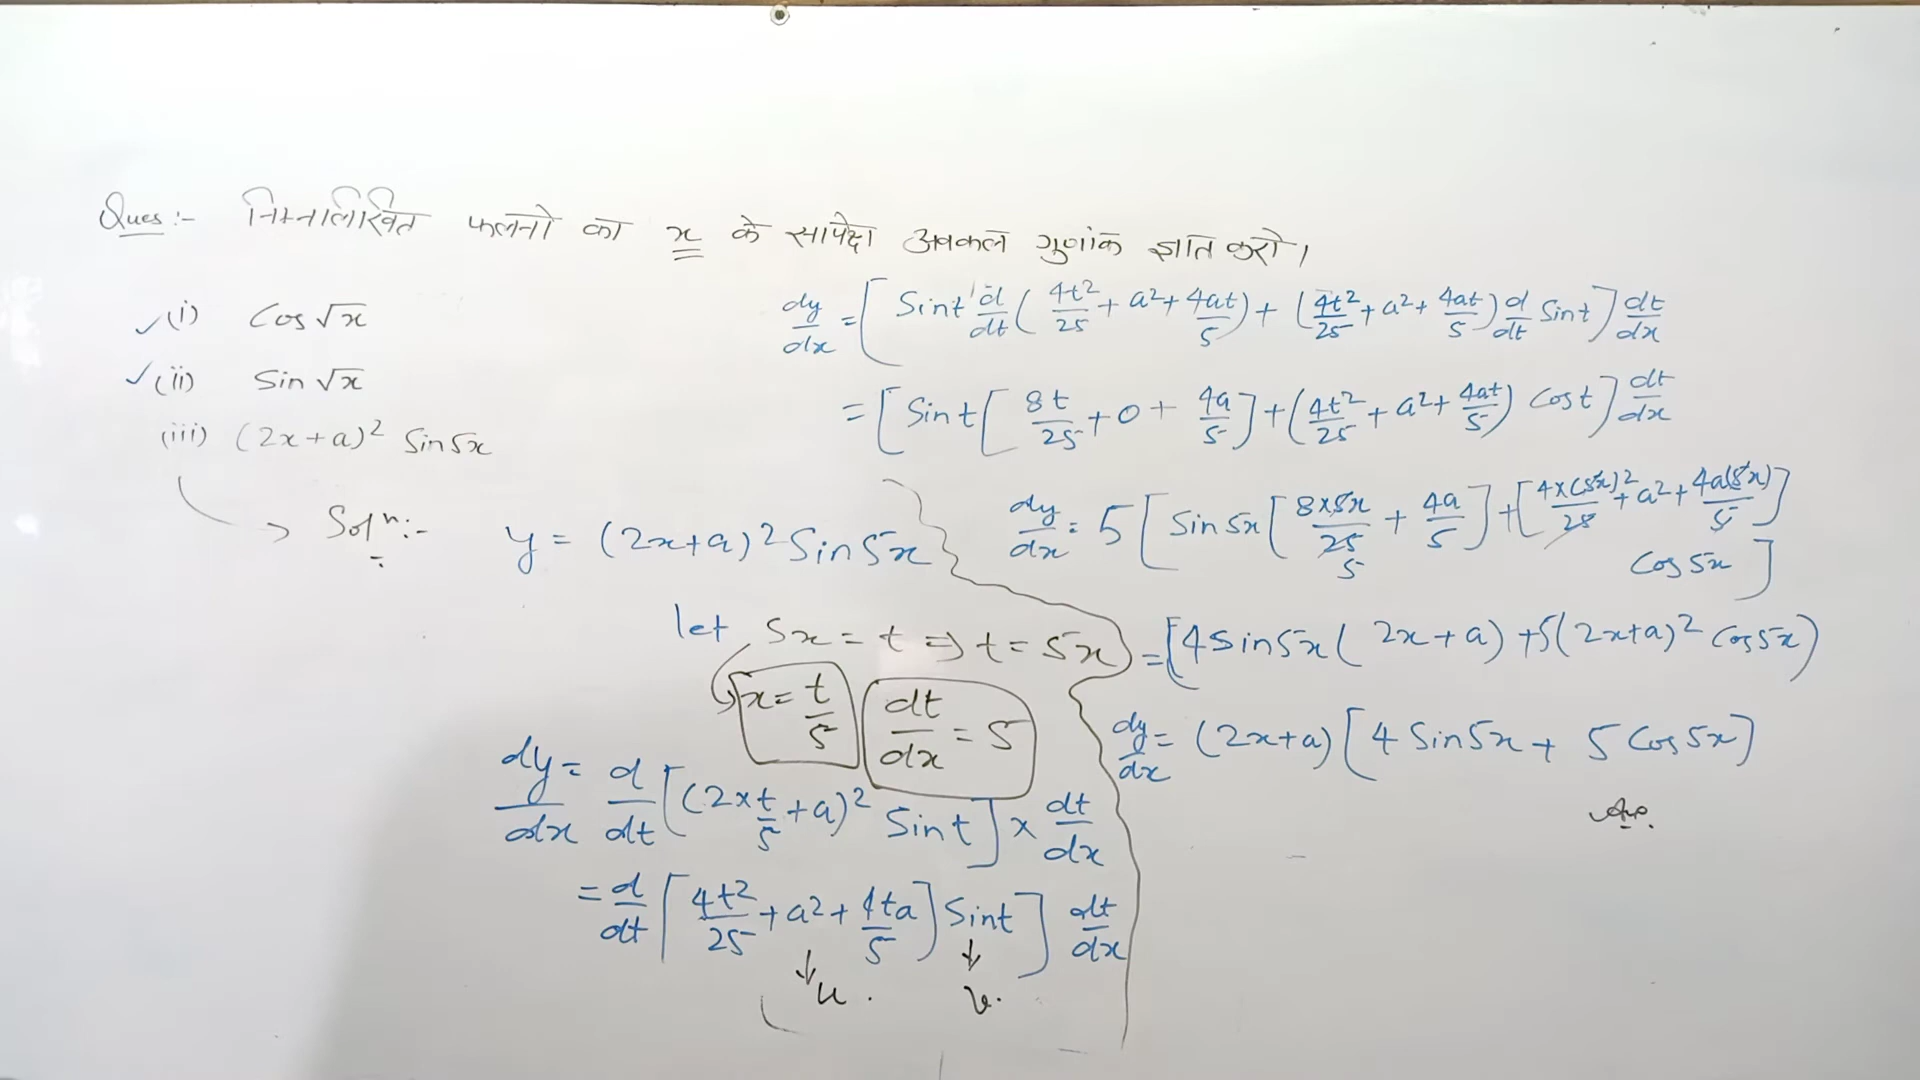 Ques :- निम्नलिखित फलनो का x के सापेक्ष अवकल गुणांक ज्ञात करो।
✓(i) Cos√x
✓(ii) Sin√x
(iii) (2x+a)² Sin5x
Solⁿ:- y = (2x+a)² Sin5x
let 5x = t ⇒ t = 5x
x = t/5 dt/dx = 5
dy/dx = d/dt [(2×t/5 + a)² Sint] × dt/dx
= d/dt [[4t²/25 + a² + 4ta/5] Sint] dt/dx
↓u. ↓v.
dy/dx = [Sint d/dt (4t²/25 + a² + 4at/5) + (4t²/25 + a² + 4at/5) d/dt Sint] dt/dx
= [Sint [8t/25 + 0 + 4a/5] + (4t²/25 + a² + 4at/5) Cost] dt/dx
dy/dx = 5 [Sin5x [8×5x/25 5 + 4a/5] + [4×(5x)²/25 + a² + 4a(5x)/5]
Cos5x]
= [4Sin5x (2x+a) + 5(2x+a)² Cos5x)
dy/dx = (2x+a) [4 Sin5x + 5 Cos5x]
Ans.